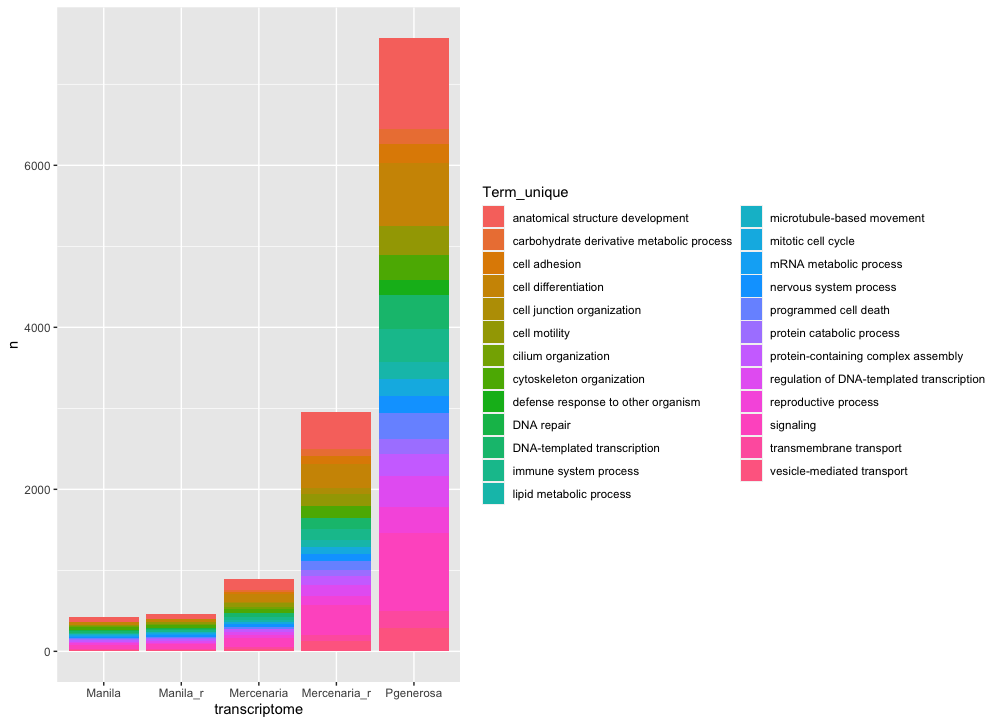 6000
4000
2000
0
n
Manila
Manila_r
Mercenaria
Mercenaria_r
Pgenerosa
transcriptome
Term_unique
anatomical structure development
carbohydrate derivative metabolic process
cell adhesion
cell differentiation
cell junction organization
cell motility
cilium organization
cytoskeleton organization
defense response to other organism
DNA repair
DNA-templated transcription
immune system process
lipid metabolic process
microtubule-based movement
mitotic cell cycle
mRNA metabolic process
nervous system process
programmed cell death
protein catabolic process
protein-containing complex assembly
regulation of DNA-templated transcription
reproductive process
signaling
transmembrane transport
vesicle-mediated transport